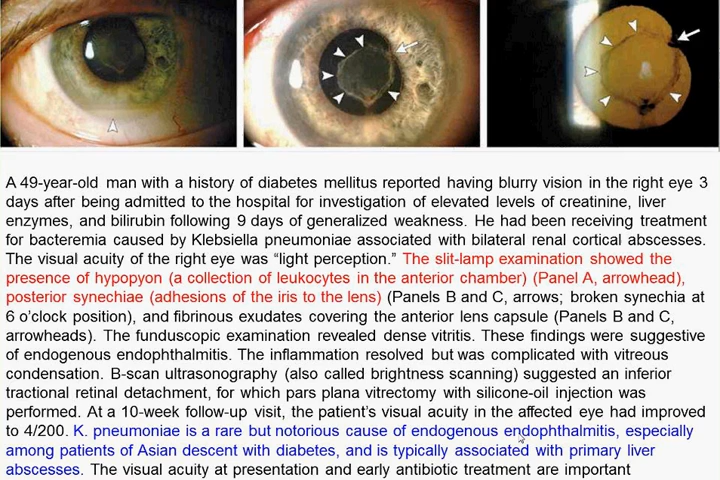 A 49-year-old man with a history of diabetes mellitus reported having blurry vision in the right eye 3
days after being admitted to the hospital for investigation of elevated levels of creatinine, liver
enzymes, and bilirubin following 9 days of generalized weakness. He had been receiving treatment
for bacteremia caused by Klebsiella pneumoniae associated with bilateral renal cortical abscesses.
The visual acuity of the right eye was “light perception.” The slit-lamp examination showed the
presence of hypopyon (a collection of leukocytes in the anterior chamber) (Panel A, arrowhead),
posterior synechiae (adhesions of the iris to the lens) (Panels B and C, arrows; broken synechia at
6 o’clock position), and fibrinous exudates covering the anterior lens capsule (Panels B and C,
arrowheads). The funduscopic examination revealed dense vitritis. These findings were suggestive
of endogenous endophthalmitis. The inflammation resolved but was complicated with vitreous
condensation. B-scan ultrasonography (also called brightness scanning) suggested an inferior
tractional retinal detachment, for which pars plana vitrectomy with silicone-oil injection was
performed. At a 10-week follow-up visit, the patient’s visual acuity in the affected eye had improved
to 4/200. K. pneumoniae is a rare but notorious cause of endogenous endophthalmitis, especially
among patients of Asian descent with diabetes, and is typically associated with primary liver
abscesses. The visual acuity at presentation and early antibiotic treatment are important